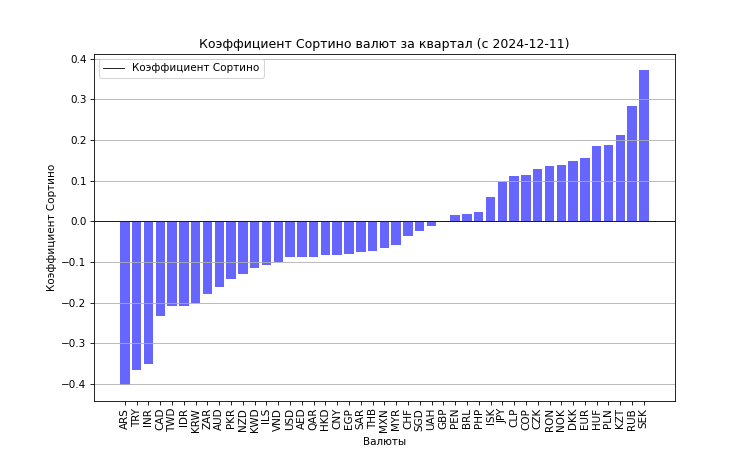 Коэффициент Сортино валют за квартал (с 2024-12-11)
Коэффициент Сортино
Коэффициент Сортино
0.4
0.3
0.2
0.1
0.0
−0.1
−0.2
−0.3
−0.4
ARS
TRY
INR
CAD
TWD
IDR
KRW
ZAR
AUD
PKR
NZD
KWD
ILS
VND
USD
AED
QAR
HKD
CNY
EGP
SAR
THB
MXN
MYR
CHF
SGD
UAH
GBP
PEN
BRL
PHP
ISK
JPY
CLP
COP
CZK
RON
NOK
DKK
EUR
HUF
PLN
KZT
RUB
SEK
Валюты